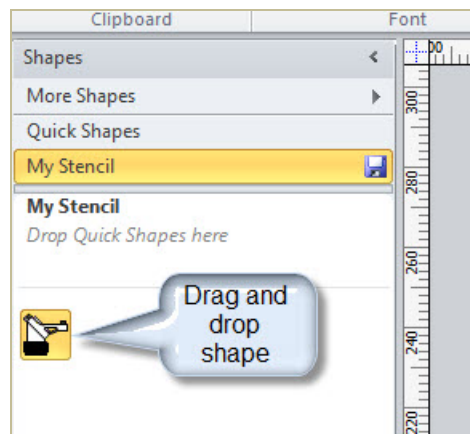 Clipboard
Font
Shapes
More Shapes
Quick Shapes
My Stencil
My Stencil
Drop Quick Shapes here
Drag and
drop
shape
300
280
260
240
220